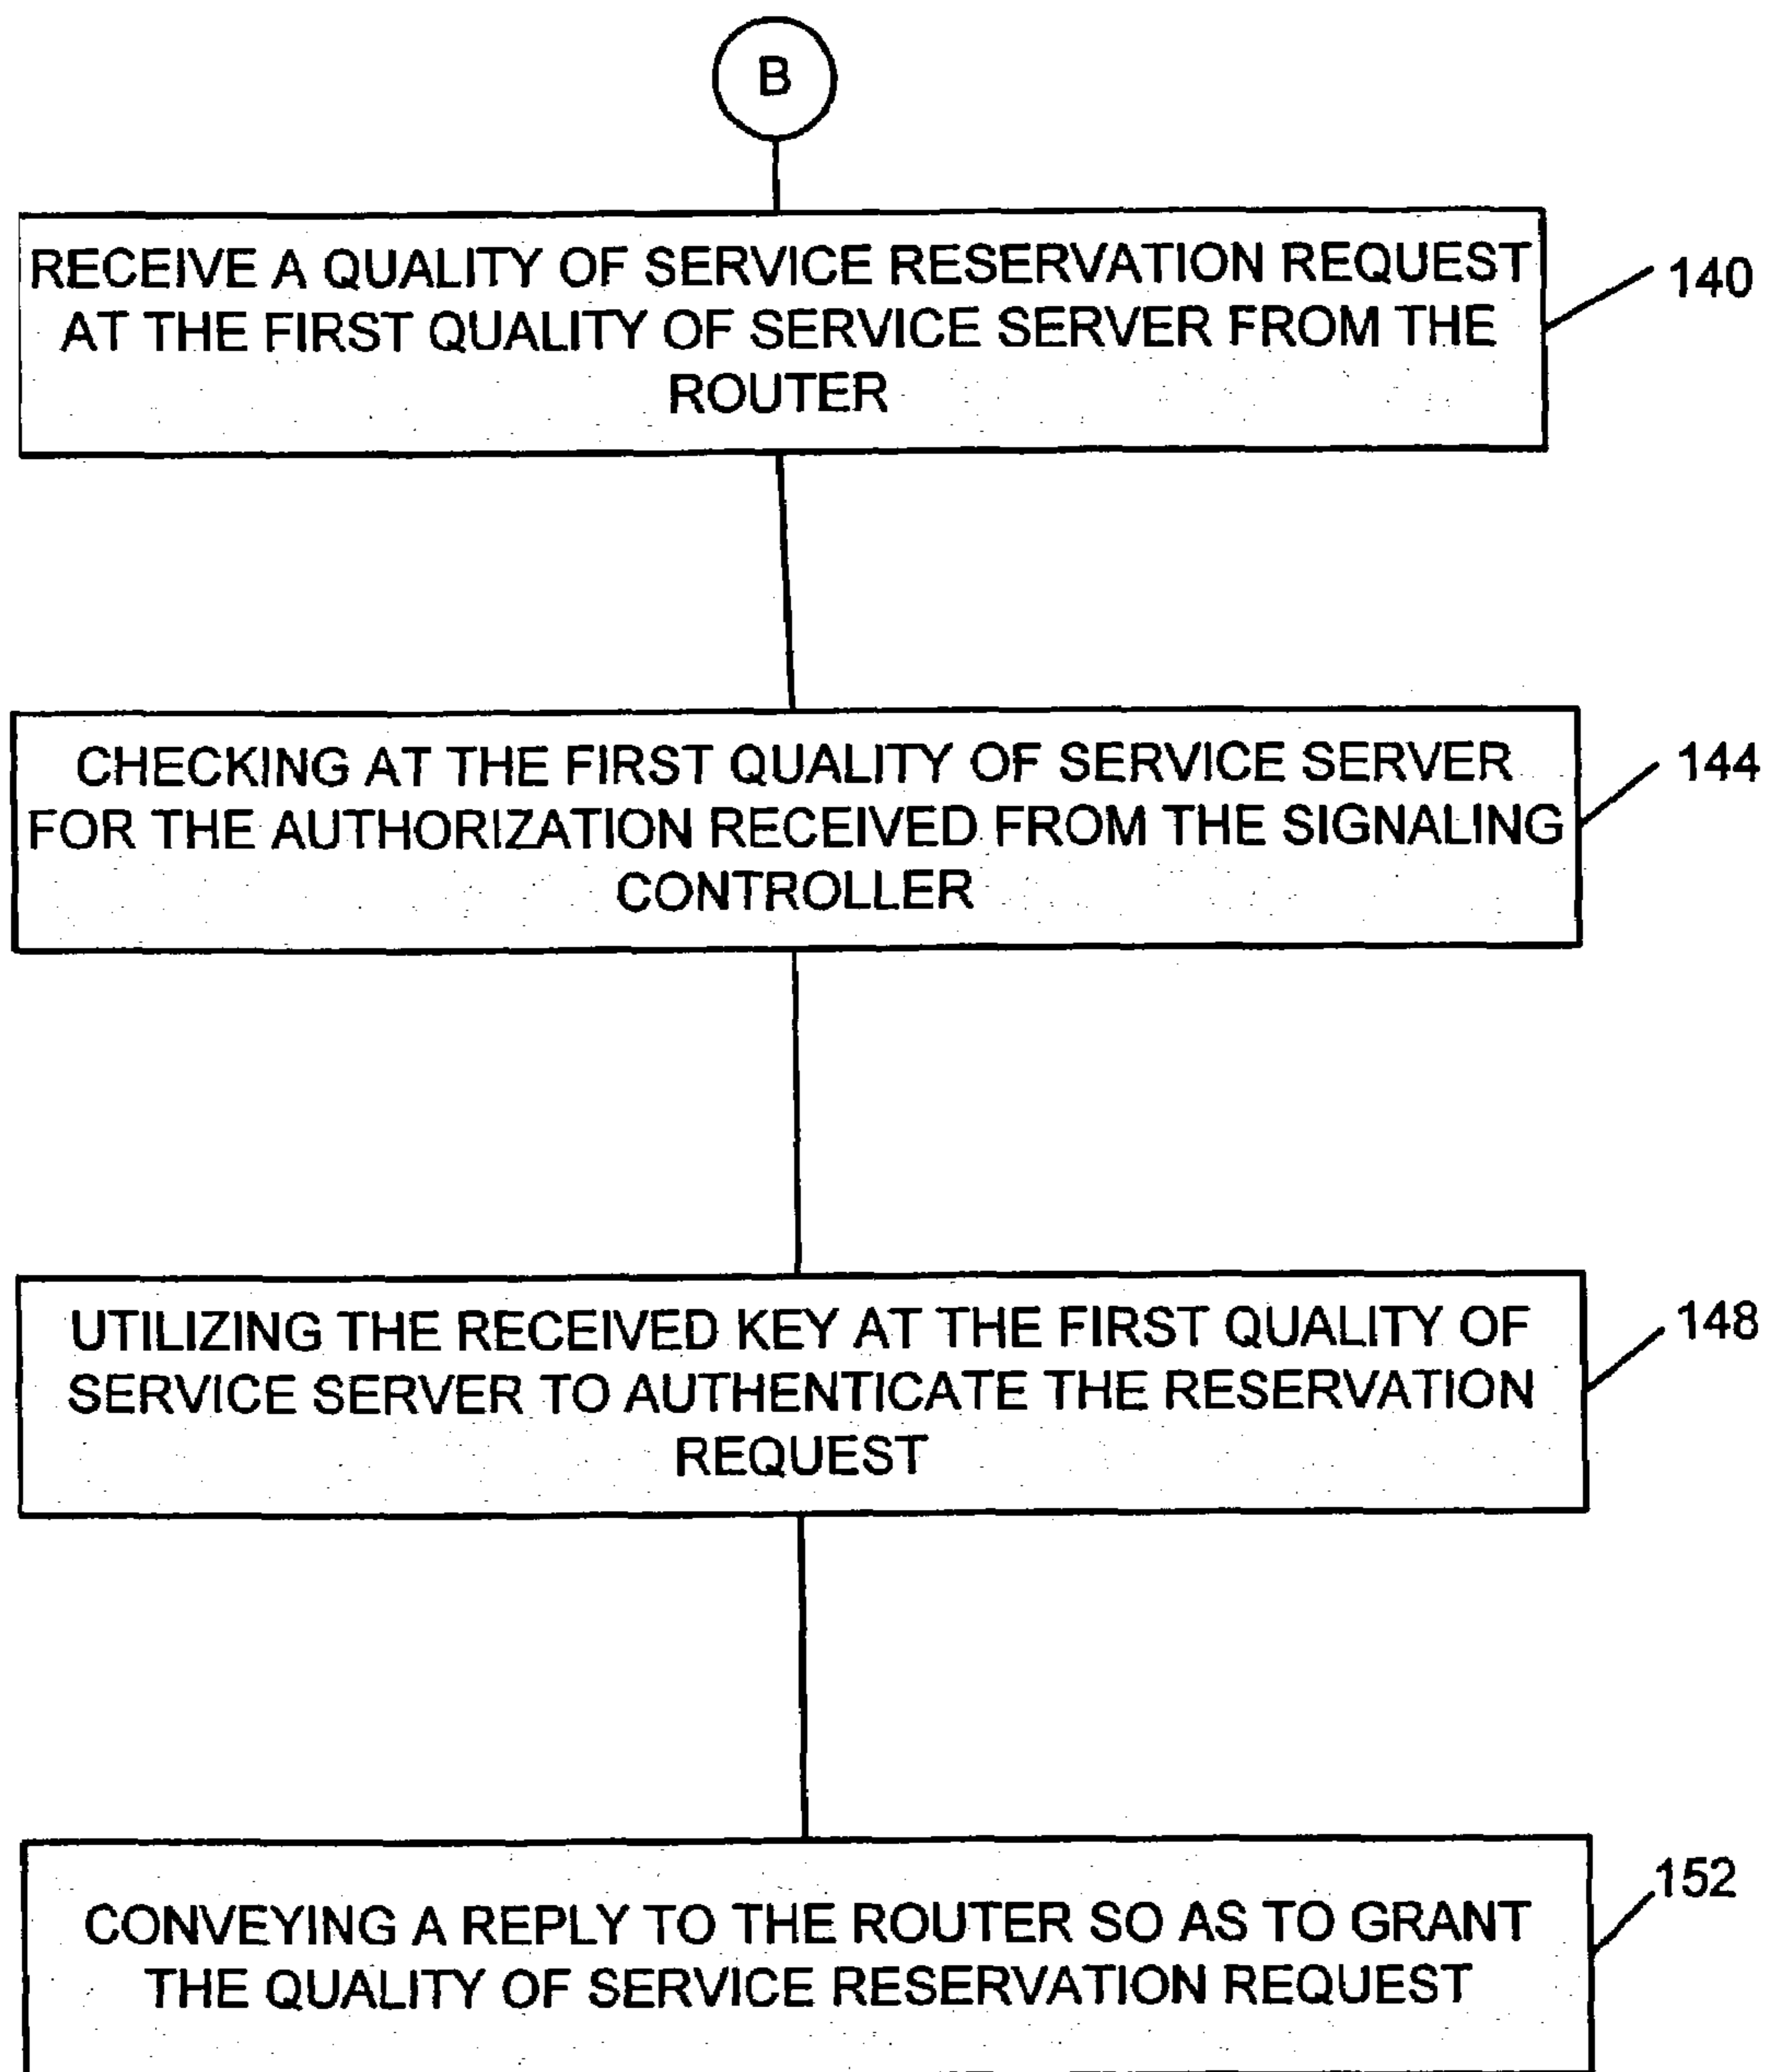 B
RECEIVE A QUALITY OF SERVICE RESERVATION REQUEST
AT THE FIRST QUALITY OF SERVICE SERVER FROM THE
ROUTER
140
CHECKING AT THE FIRST QUALITY OF SERVICE SERVER
FOR THE AUTHORIZATION RECEIVED FROM THE SIGNALING
CONTROLLER
144
UTILIZING THE RECEIVED KEY AT THE FIRST QUALITY OF
SERVICE SERVER TO AUTHENTICATE THE RESERVATION
REQUEST
148
CONVEYING A REPLY TO THE ROUTER SO AS TO GRANT
THE QUALITY OF SERVICE RESERVATION REQUEST
152